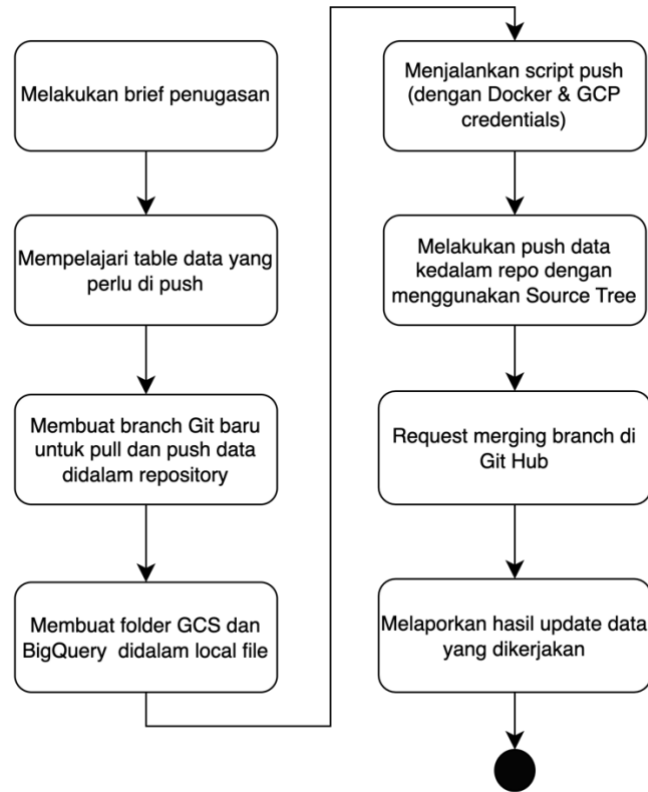 Melakukan brief penugasan
Mempelajari table data yang
perlu di push
Membuat branch Git baru
untuk pull dan push data
didalam repository
Membuat folder GCS dan
BigQuery didalam local file
Menjalankan script push
(dengan Docker & GCP
credentials)
Melakukan push data
kedalam repo dengan
menggunakan Source Tree
Request merging branch di
Git Hub
Melaporkan hasil update data
yang dikerjakan